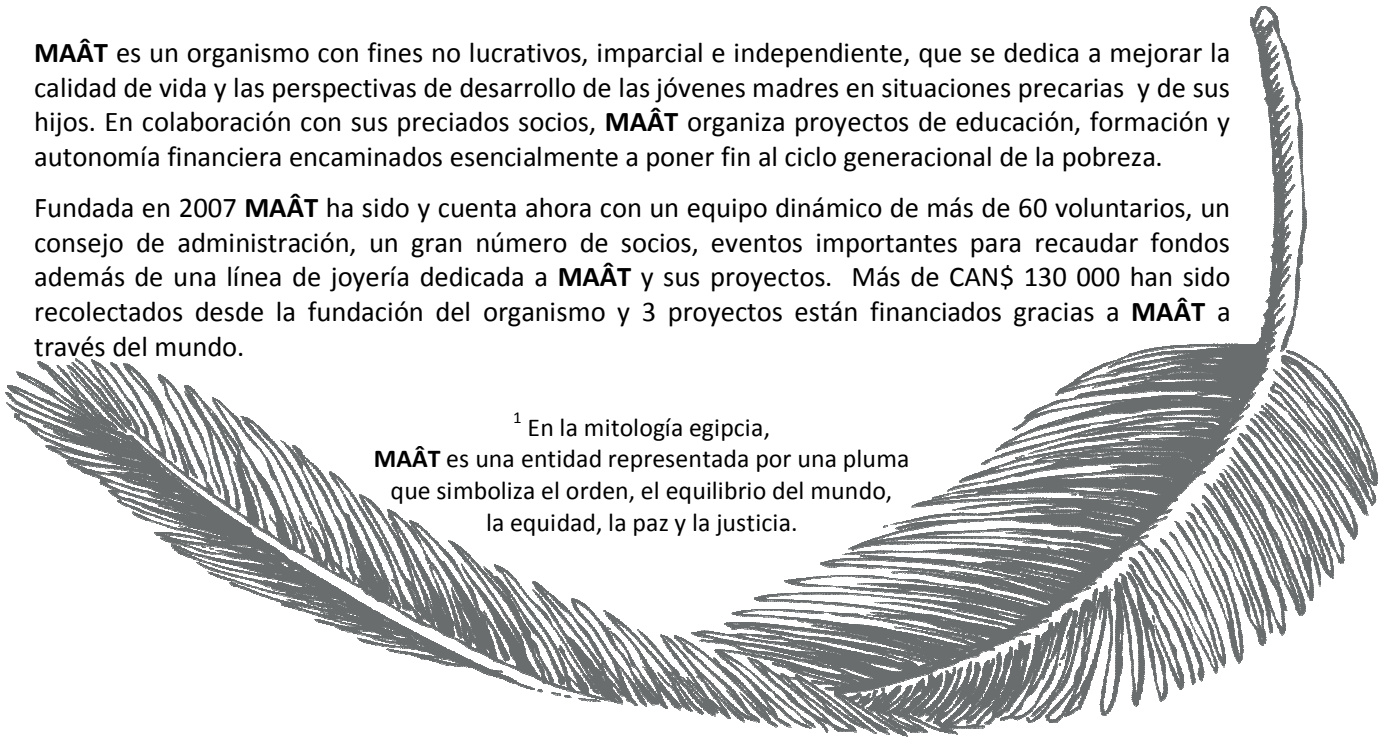 MAÂT es un organismo con fines no lucrativos, imparcial e independiente, que se dedica a mejorar la
calidad de vida y las perspectivas de desarrollo de las jóvenes madres en situaciones precarias  y de sus
hijos. En colaboración con sus preciados socios, MAÂT organiza proyectos de educación, formación y
autonomía financiera encaminados esencialmente a poner fin al ciclo generacional de la pobreza.
Fundada en 2007 MAÂT ha sido y cuenta ahora con un equipo dinámico de más de 60 voluntarios, un
consejo de administración, un gran número de socios, eventos importantes para recaudar fondos
además de una línea de joyería dedicada a MAÂT y sus proyectos.  Más de CAN$ 130 000 han sido
recolectados desde la fundación del organismo y 3 proyectos están financiados gracias a MAÂT a
través del mundo.
¹ En la mitología egipcia,
MAÂT es una entidad representada por una pluma
que simboliza el orden, el equilibrio del mundo,
la equidad, la paz y la justicia.